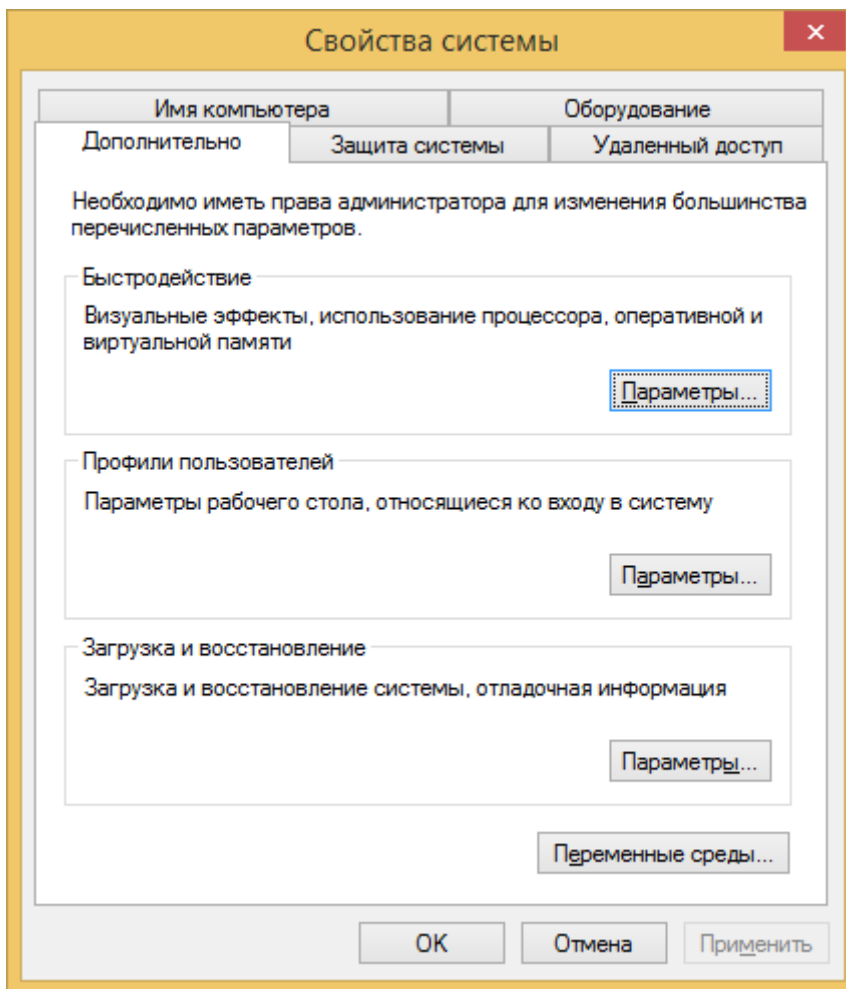 Свойства системы
Имя компьютера
Оборудование
Дополнительно
Защита системы
Удаленный доступ
Необходимо иметь права администратора для изменения большинства
перечисленных параметров.
Быстродействие
Визуальные эффекты, использование процессора, оперативной и
виртуальной памяти
Параметры...
Профили пользователей
Параметры рабочего стола, относящиеся ко входу в систему
Параметры...
Загрузка и восстановление
Загрузка и восстановление системы, отладочная информация
Параметры...
Переменные среды...
OK
Отмена
Применить